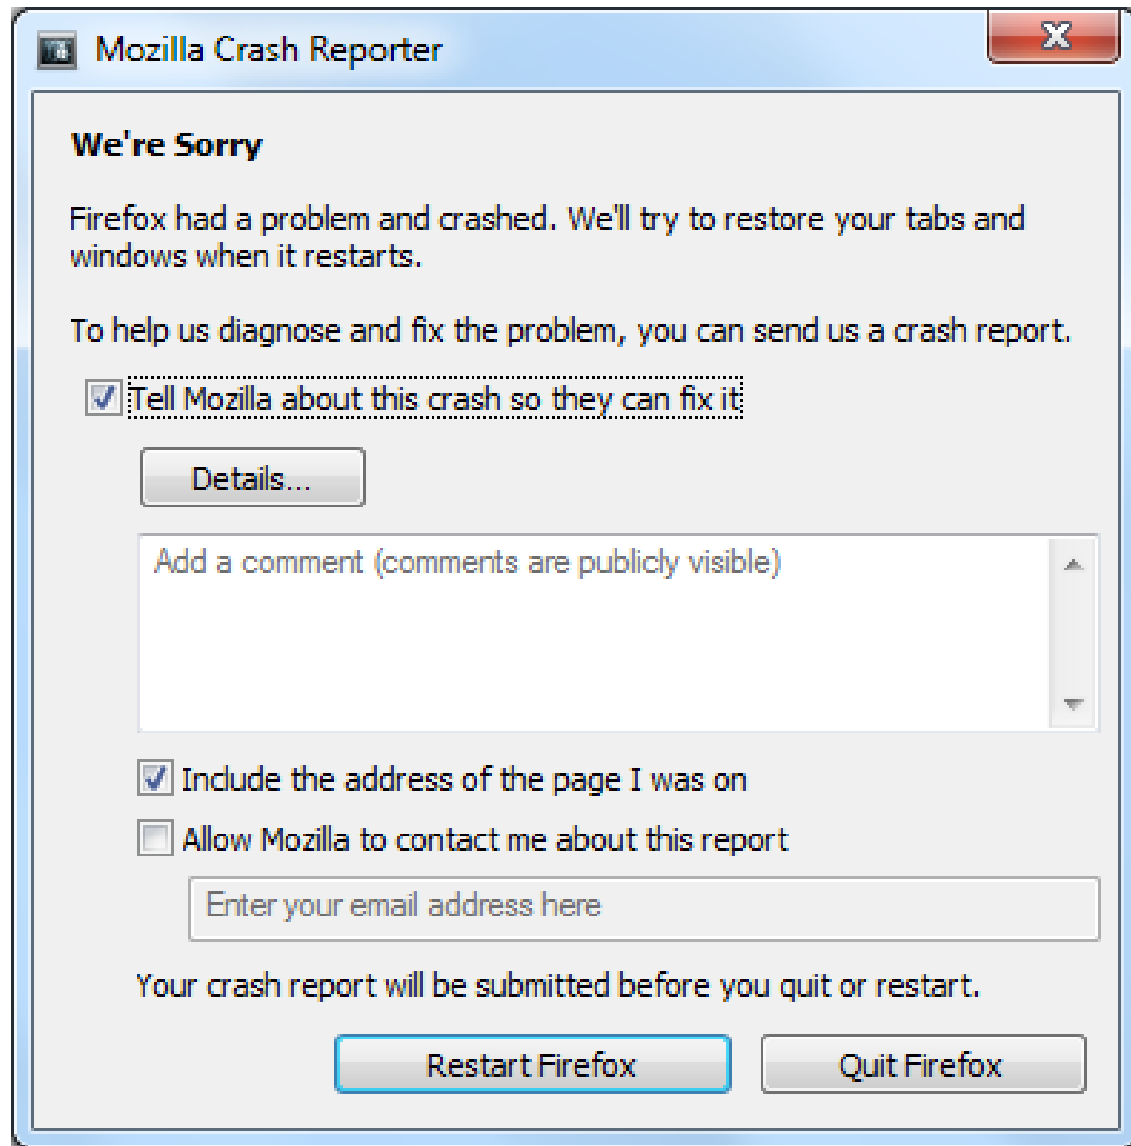 Mozilla Crash Reporter
We're Sorry
Firefox had a problem and crashed. We'll try to restore your tabs and
windows when it restarts.
To help us diagnose and fix the problem, you can send us a crash report.
Tell Mozilla about this crash so they can fix it
Details...
Add a comment (comments are publicly visible)
Include the address of the page I was on
Allow Mozilla to contact me about this report
Enter your email address here
Your crash report will be submitted before you quit or restart.
Restart Firefox
Quit Firefox